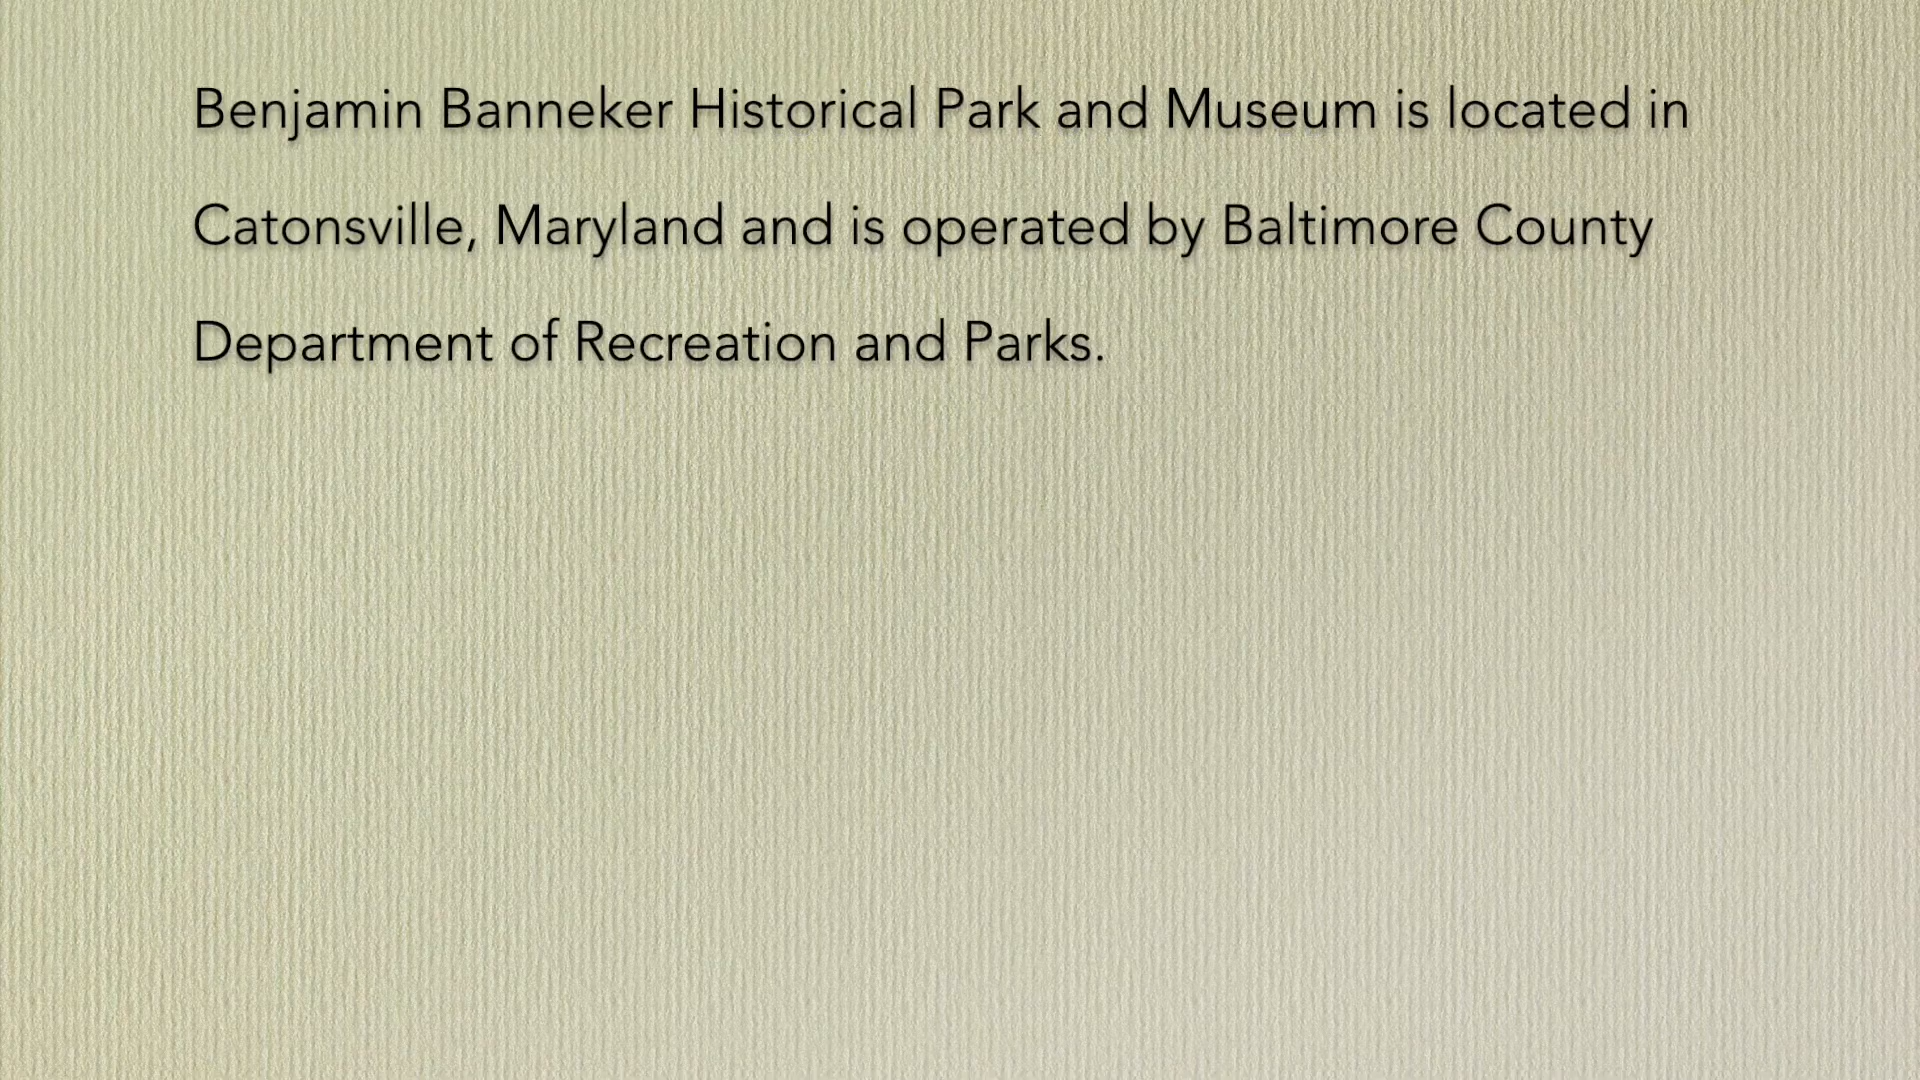 Benjamin Banneker Historical Park and Museum is located in
Catonsville, Maryland and is operated by Baltimore County
Department of Recreation and Parks.